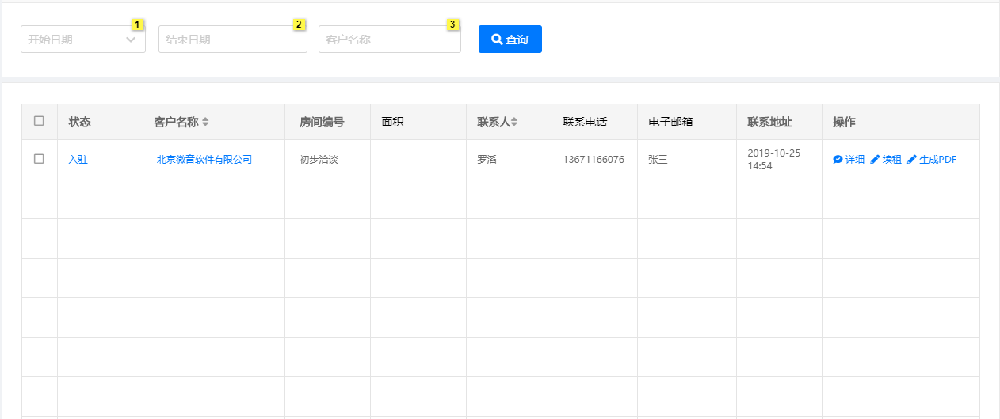 1
2
3
开始日期
结束日期
客户名称
查询
状态
客户名称
房间编号
面积
联系人
联系电话
电子邮箱
联系地址
操作
入驻
北京微音软件有限公司
初步洽谈
罗滔
13671166076
张三
2019-10-25
14:54
详细
续租
生成PDF